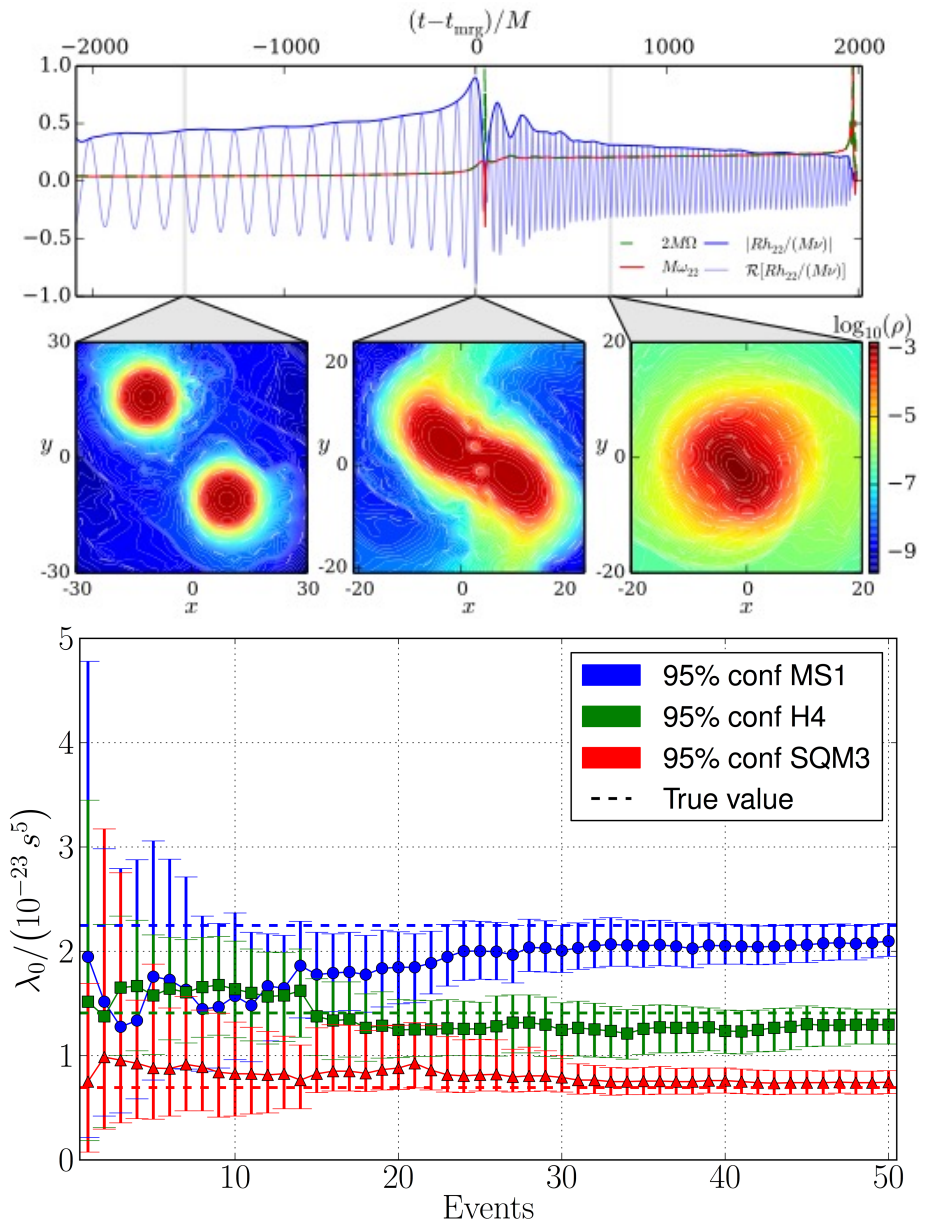 (t−t_mrg)/M
−2000 −1000 0 1000 2000
1.0
0.5
0.0
−0.5
−1.0
2MΩ |Rh₂₂/(Mν)|
Mω₂₂ ℛ[Rh₂₂/(Mν)]
log₁₀(ρ)
30 20 20
y 0 y 0 y 0
-30 -20 -20
-30 0 30 -20 0 20 -20 0 20
x x x
−3
−5
−7
−9
5
4
3
2
1
0
λ₀/(10⁻²³ s⁵)
95% conf MS1
95% conf H4
95% conf SQM3
True value
10 20 30 40 50
Events